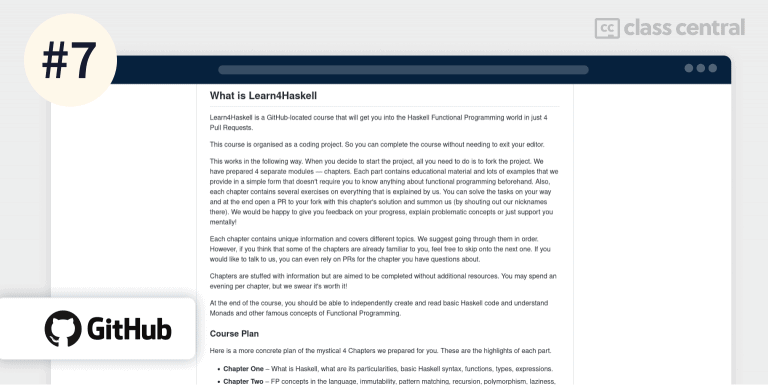 #7
cc class central
What is Learn4Haskell
Learn4Haskell is a GitHub-located course that will get you into the Haskell Functional Programming world in just 4
Pull Requests.
This course is organised as a coding project. So you can complete the course without needing to exit your editor.
This works in the following way. When you decide to start the project, all you need to do is to fork the project. We
have prepared 4 separate modules — chapters. Each part contains educational material and lots of examples that we
provide in a simple form that doesn't require you to know anything about functional programming beforehand. Also,
each chapter contains several exercises on everything that is explained by us. You can solve the tasks on your way
and at the end open a PR to your fork with this chapter's solution and summon us (by shouting out our nicknames
there). We would be happy to give you feedback on your progress, explain problematic concepts or just support you
mentally!
Each chapter contains unique information and covers different topics. We suggest going through them in order.
However, if you think that some of the chapters are already familiar to you, feel free to skip onto the next one. If you
would like to talk to us, you can even rely on PRs for the chapter you have questions about.
Chapters are stuffed with information but are aimed to be completed without additional resources. You may spend an
evening per chapter, but we swear it's worth it!
At the end of the course, you should be able to independently create and read basic Haskell code and understand
Monads and other famous concepts of Functional Programming.
GitHub
Course Plan
Here is a more concrete plan of the mystical 4 Chapters we prepared for you. These are the highlights of each part.
• Chapter One – What is Haskell, what are its particularities, basic Haskell syntax, functions, types, expressions.
• Chapter Two – FP concepts in the language, immutability, pattern matching, recursion, polymorphism, laziness,